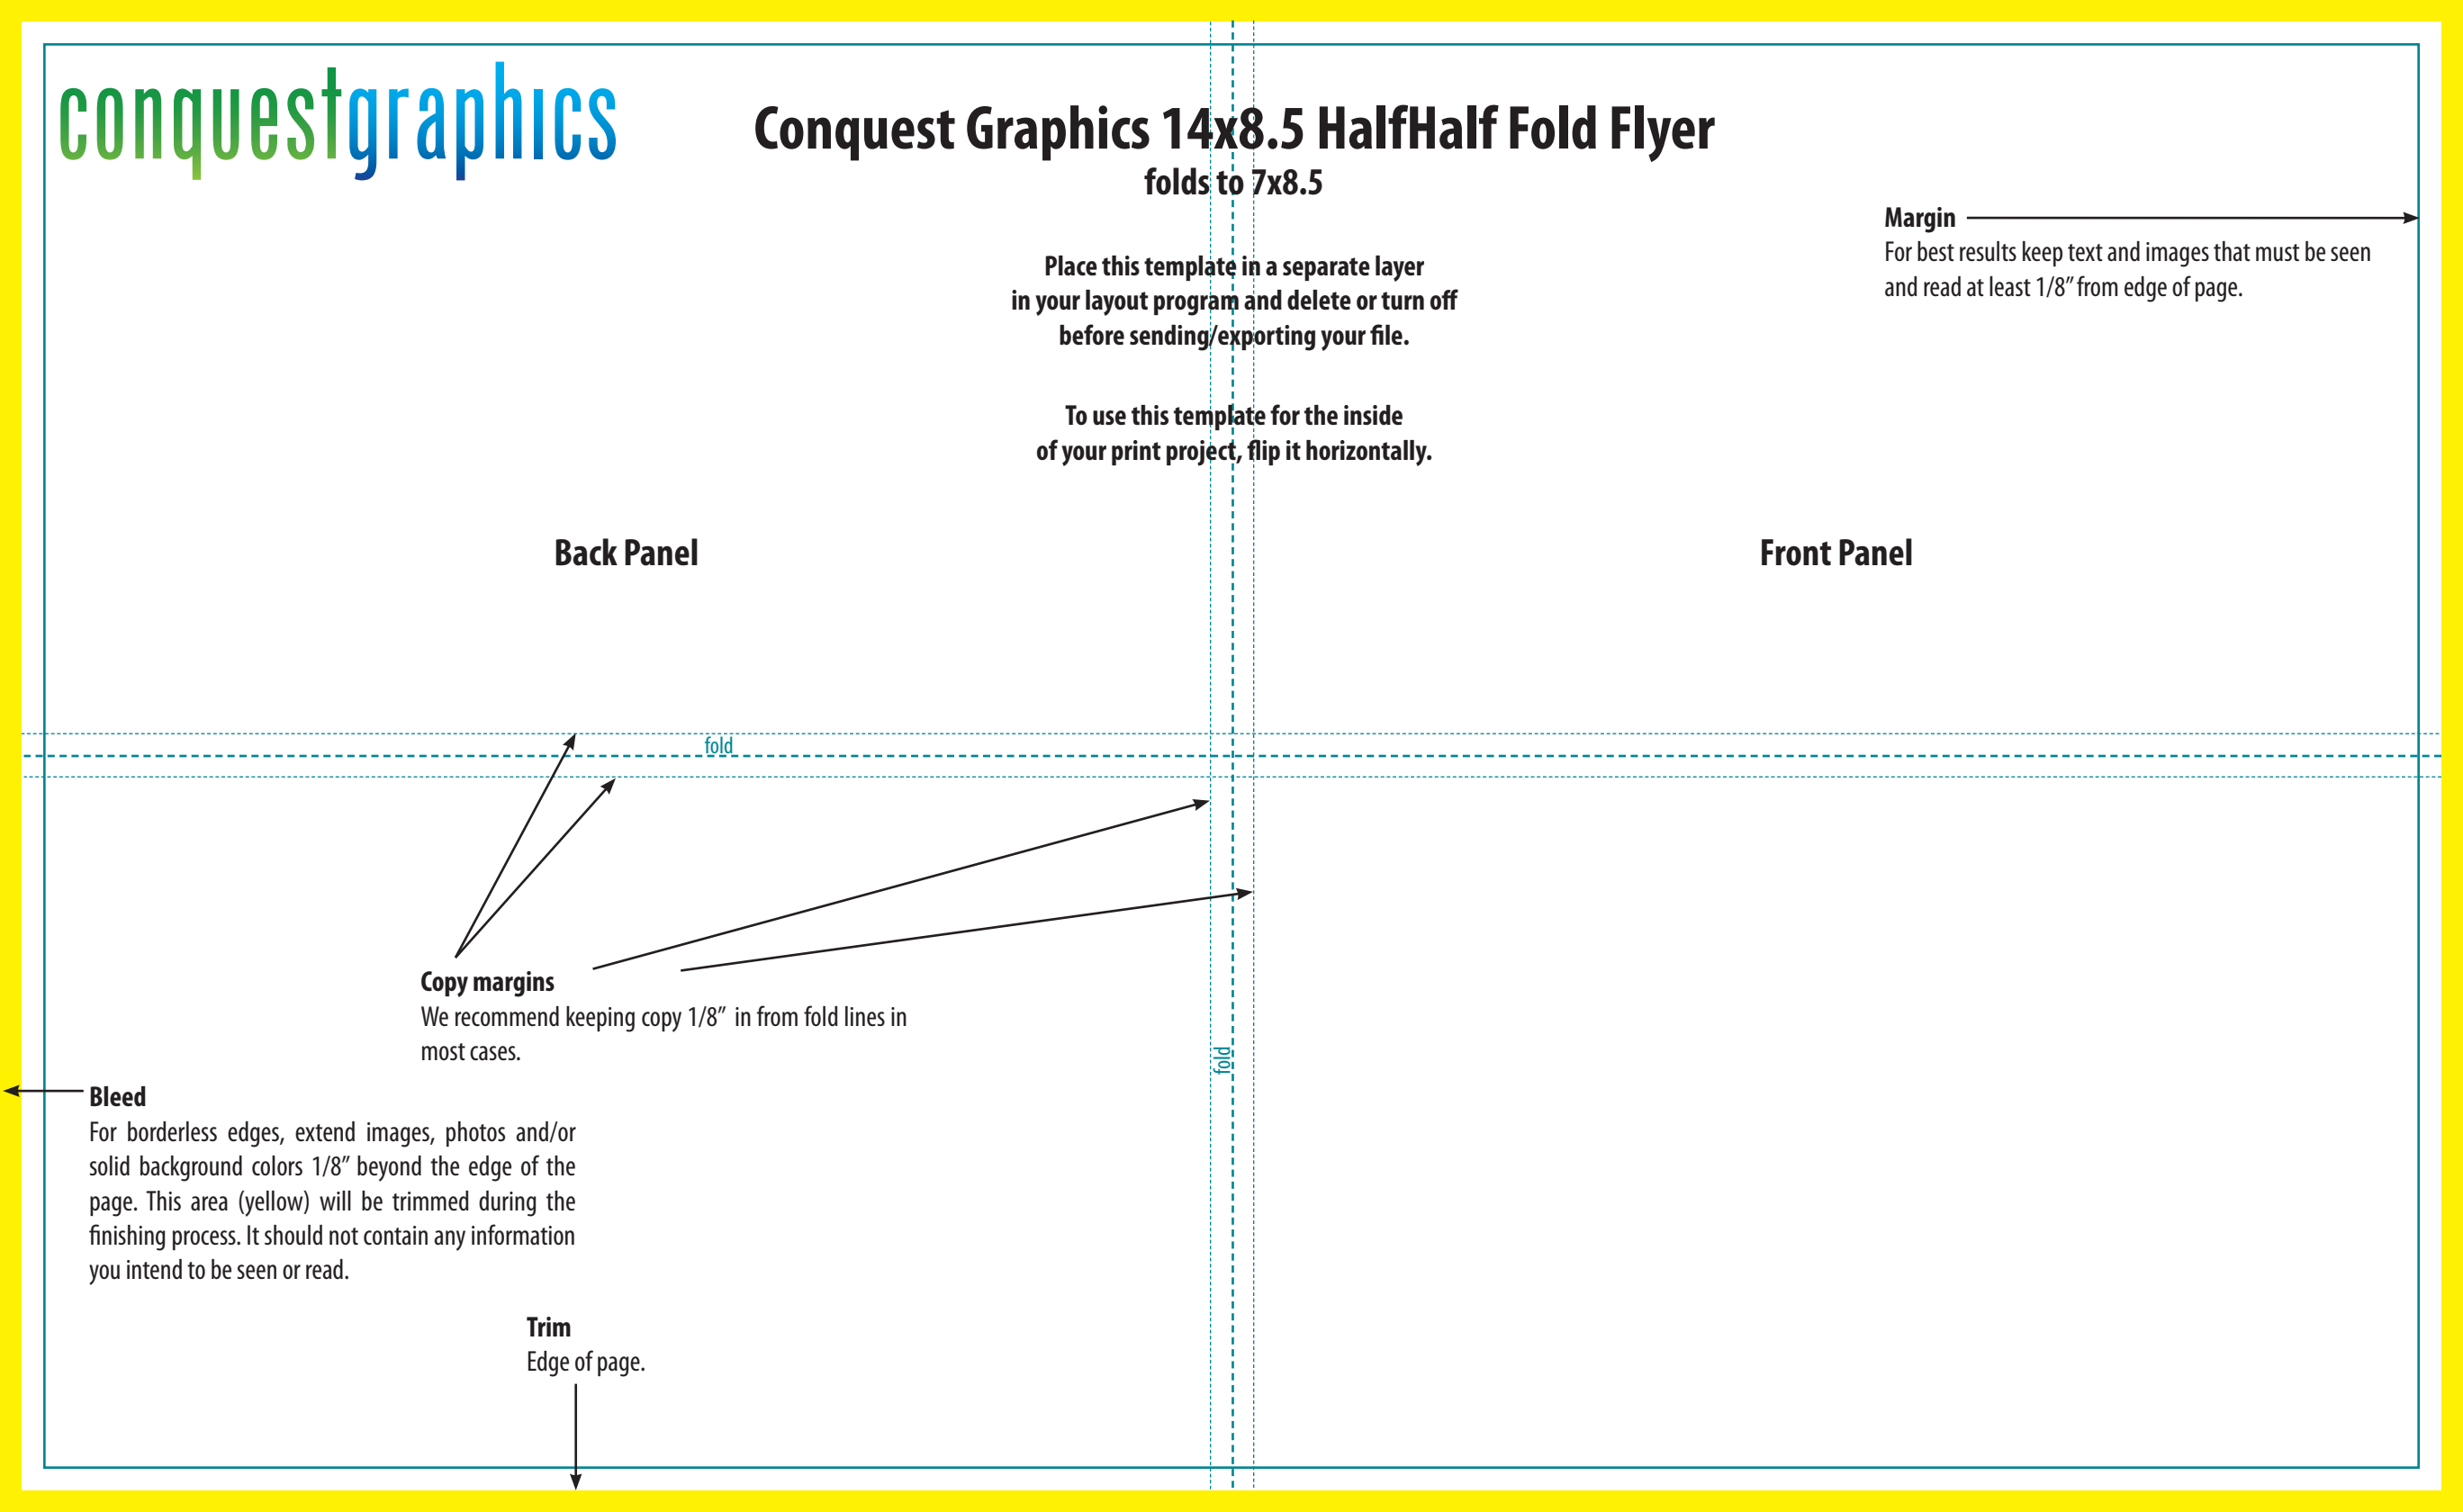 conquestgraphics
Conquest Graphics 14x8.5 HalfHalf Fold Flyer
folds to 7x8.5
Margin
For best results keep text and images that must be seen
and read at least 1/8” from edge of page.
Place this template in a separate layer
in your layout program and delete or turn off
before sending/exporting your file.
To use this template for the inside
of your print project, flip it horizontally.
Back Panel
Front Panel
fold
Copy margins
We recommend keeping copy 1/8” in from fold lines in
most cases.
fold
Bleed
For borderless edges, extend images, photos and/or
solid background colors 1/8” beyond the edge of the
page. This area (yellow) will be trimmed during the
finishing process. It should not contain any information
you intend to be seen or read.
Trim
Edge of page.